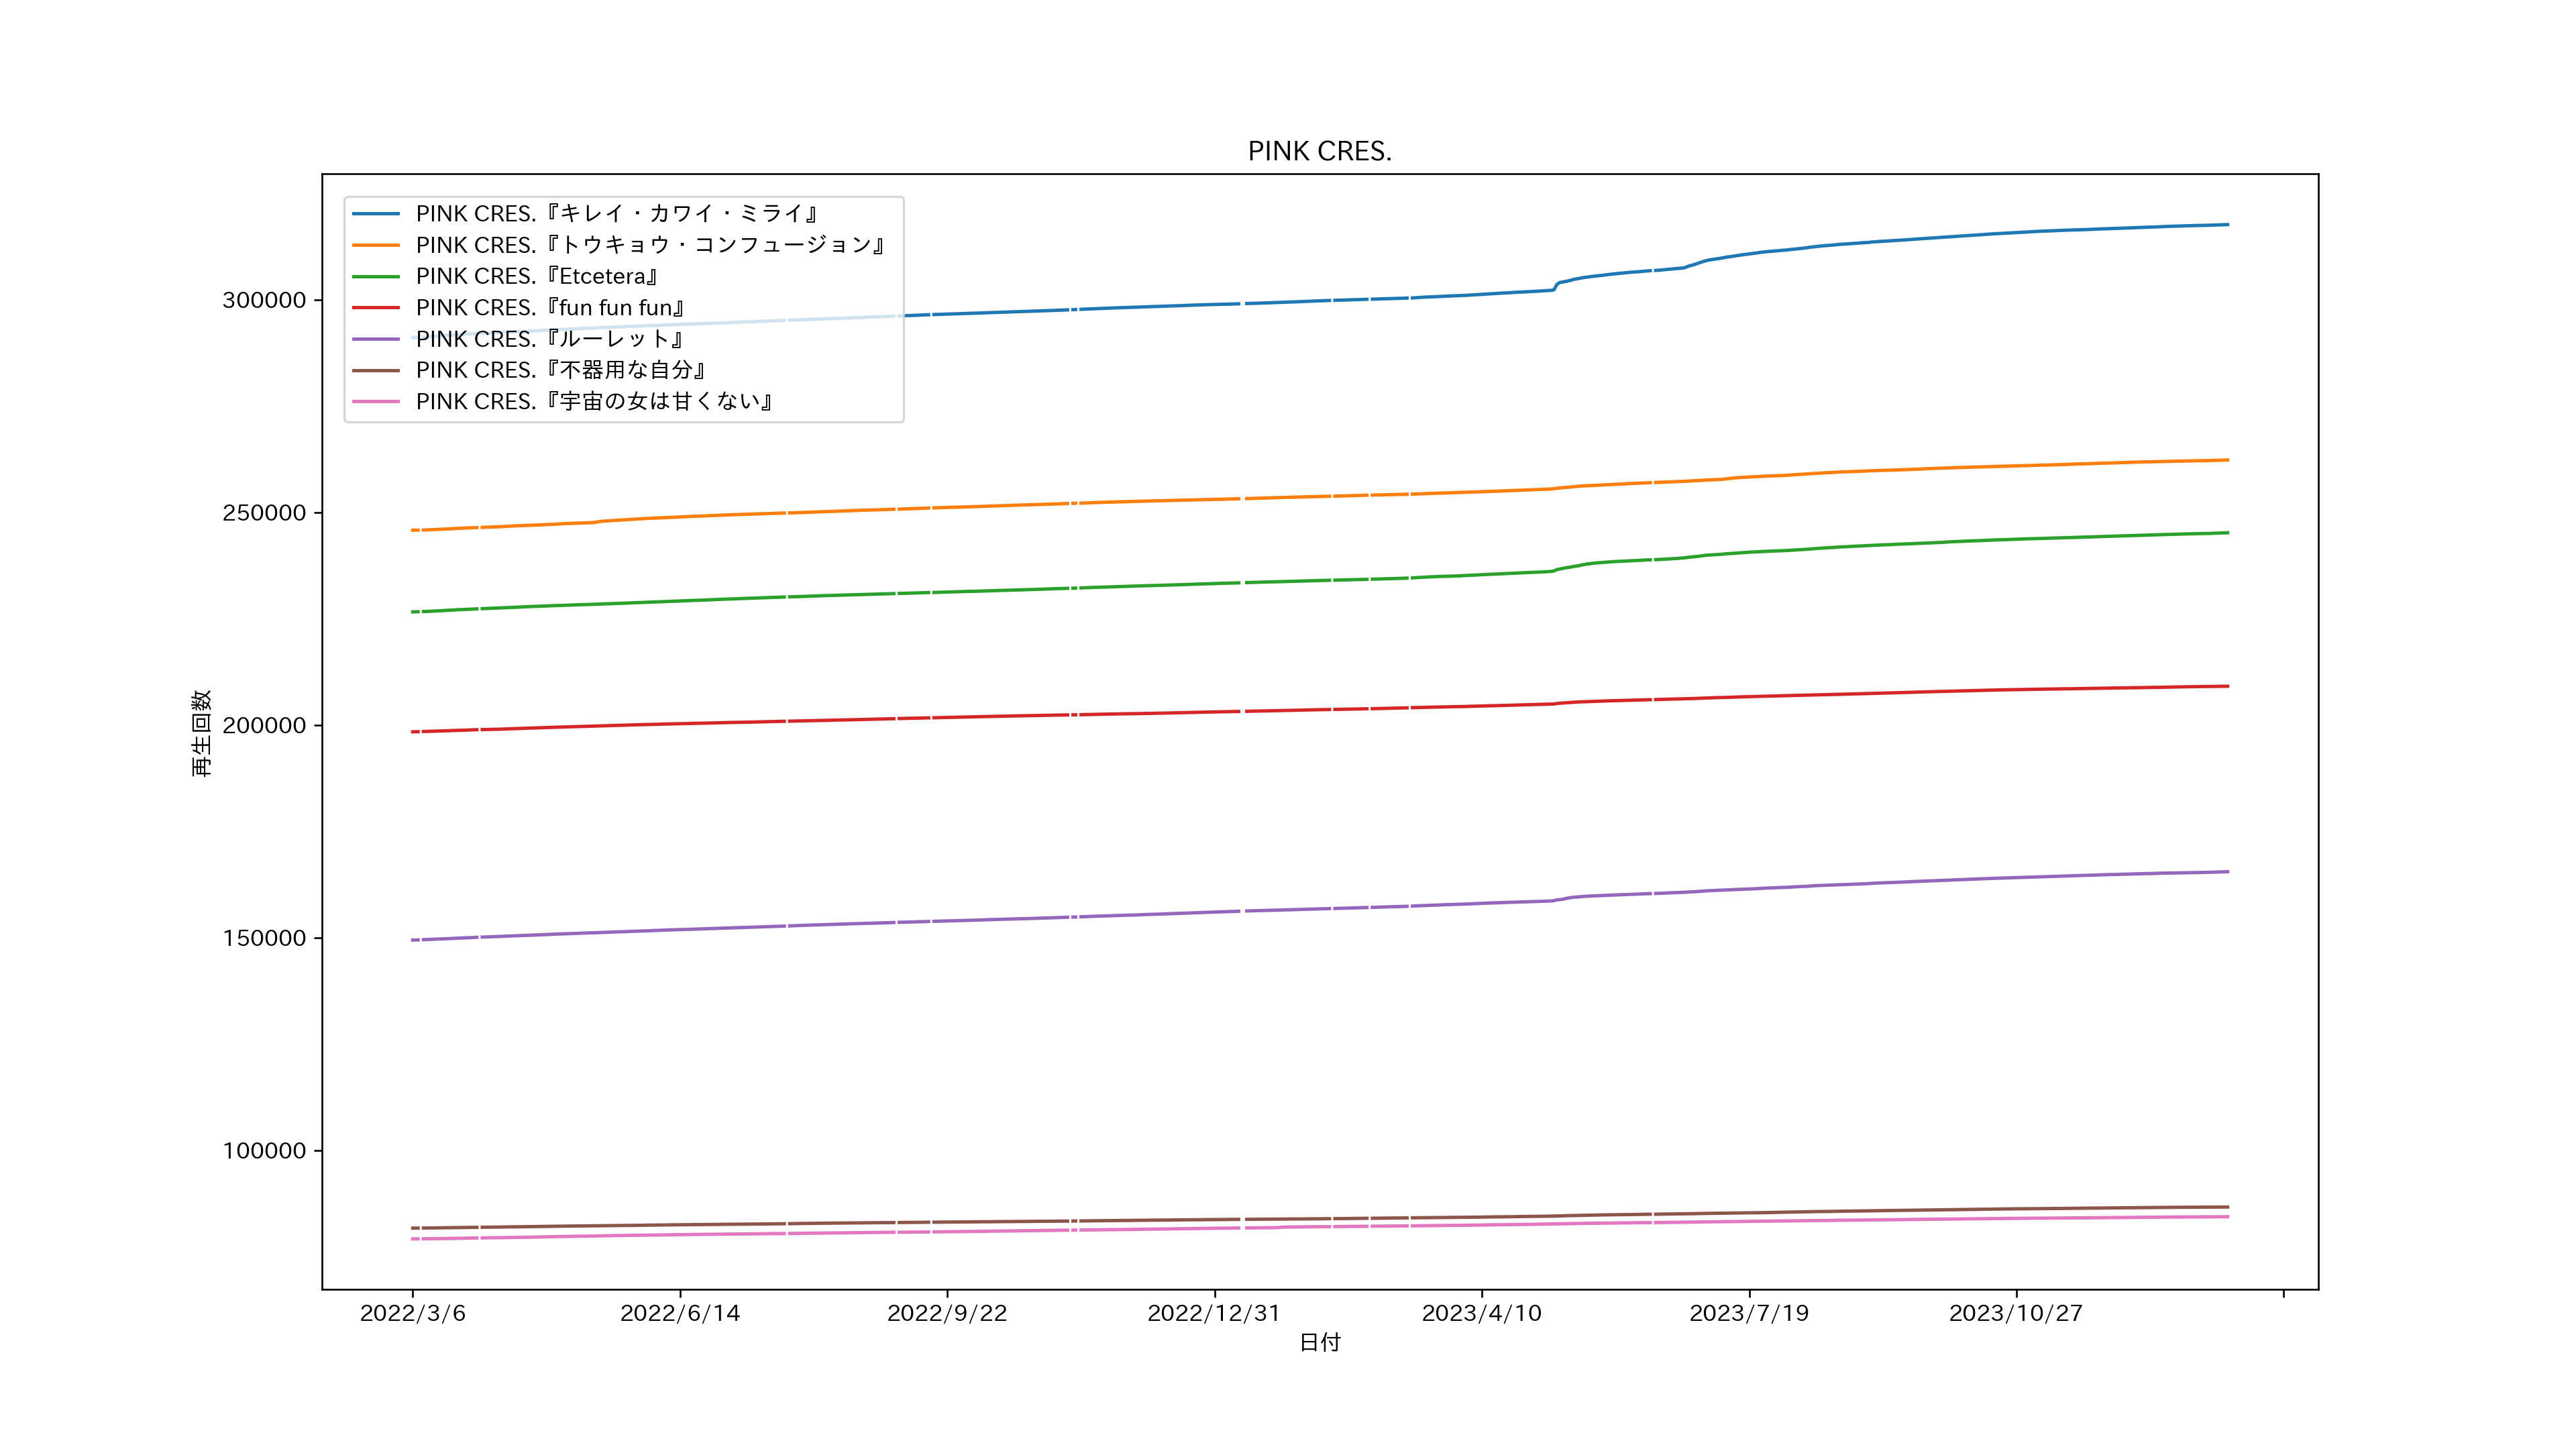 PINK CRES.
PINK CRES.『キレイ・カワイ・ミライ』
PINK CRES.『トウキョウ・コンフュージョン』
PINK CRES.『Etcetera』
PINK CRES.『fun fun fun』
PINK CRES.『ルーレット』
PINK CRES.『不器用な自分』
PINK CRES.『宇宙の女は甘くない』
300000
250000
200000
150000
100000
再生回数
2022/3/6
2022/6/14
2022/9/22
2022/12/31
2023/4/10
2023/7/19
2023/10/27
日付